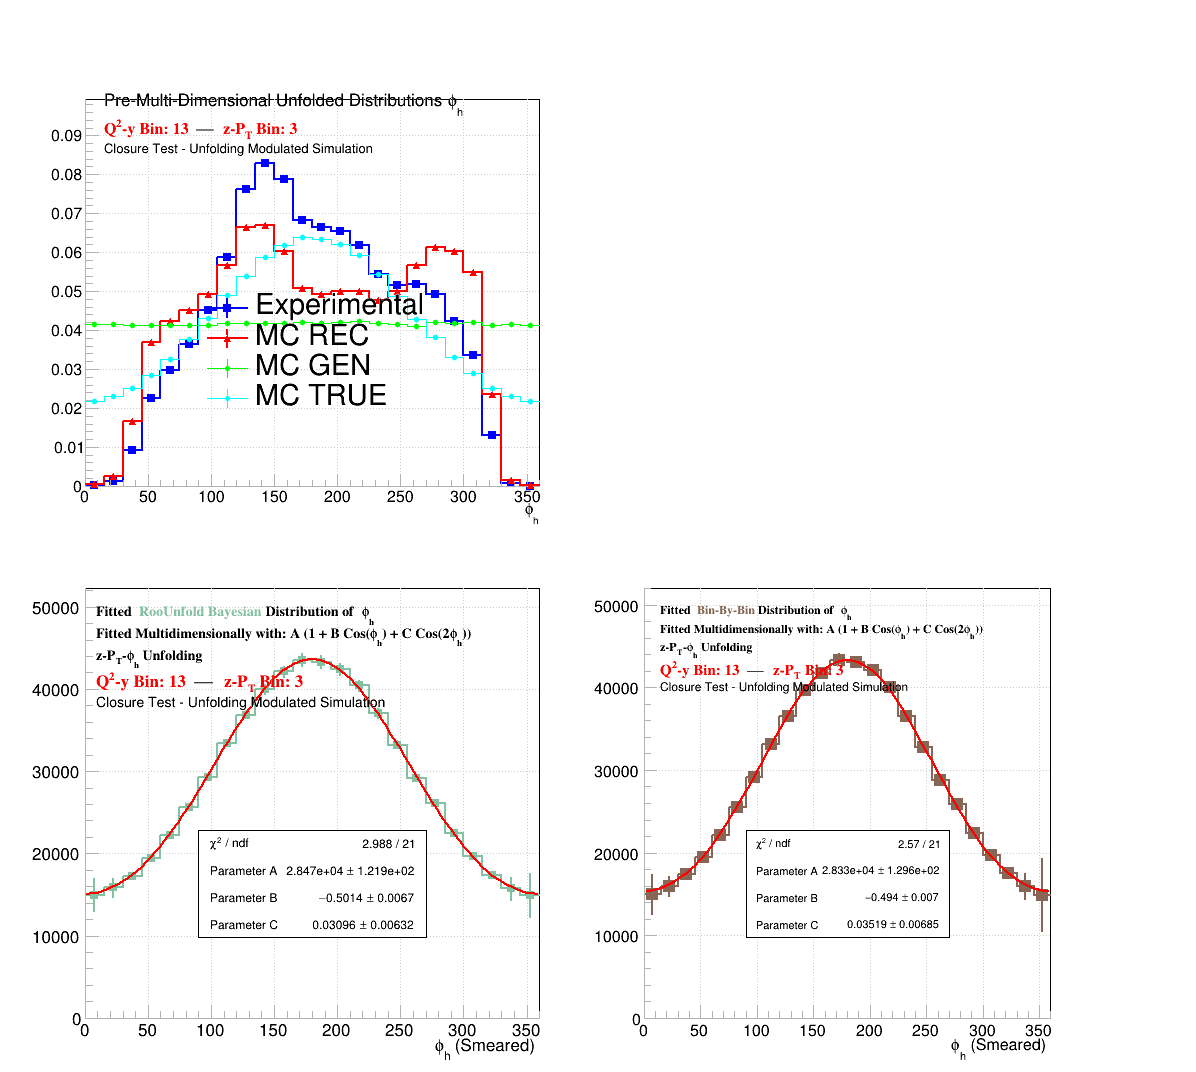 Pre-Multi-Dimensional Unfolded Distributions ϕh
Q2-y Bin: 13 — z-PT Bin: 3
Closure Test - Unfolding Modulated Simulation
0.09
0.08
0.07
0.06
0.05
0.04
0.03
0.02
0.01
0
Experimental
MC REC
MC GEN
MC TRUE
0 50 100 150 200 250 300 350
ϕh
Fitted RooUnfold Bayesian Distribution of ϕh
Fitted Multidimensionally with: A (1 + B Cos(ϕh) + C Cos(2ϕh))
z-PT-ϕh Unfolding
Q2-y Bin: 13 — z-PT Bin: 3
Closure Test - Unfolding Modulated Simulation
50000
40000
30000
20000
10000
0
χ2 / ndf 2.988 / 21
Parameter A 2.847e+04 ± 1.219e+02
Parameter B −0.5014 ± 0.0067
Parameter C 0.03096 ± 0.00632
0 50 100 150 200 250 300 350
ϕh (Smeared)
Fitted Bin-By-Bin Distribution of ϕh
Fitted Multidimensionally with: A (1 + B Cos(ϕh) + C Cos(2ϕh))
z-PT-ϕh Unfolding
Q2-y Bin: 13 — z-PT Bin: 3
Closure Test - Unfolding Modulated Simulation
50000
40000
30000
20000
10000
0
χ2 / ndf 2.57 / 21
Parameter A 2.833e+04 ± 1.296e+02
Parameter B −0.494 ± 0.007
Parameter C 0.03519 ± 0.00685
0 50 100 150 200 250 300 350
ϕh (Smeared)